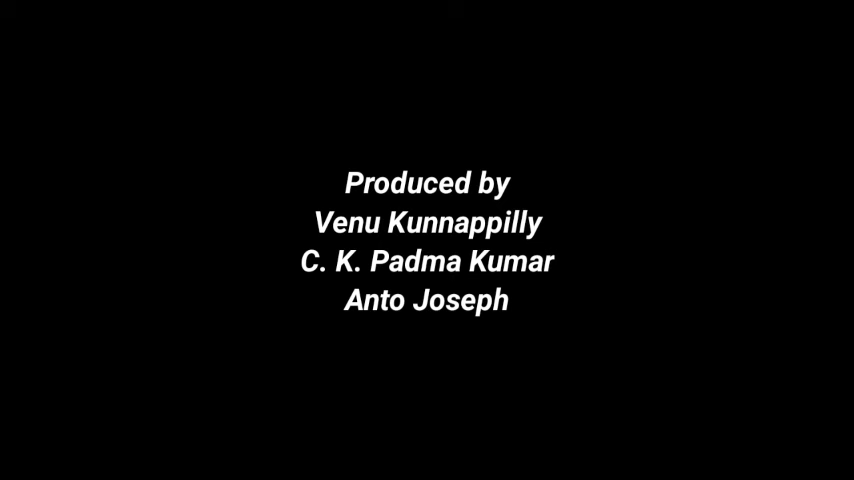 Produced by
Venu Kunnappilly
C. K. Padma Kumar
Anto Joseph